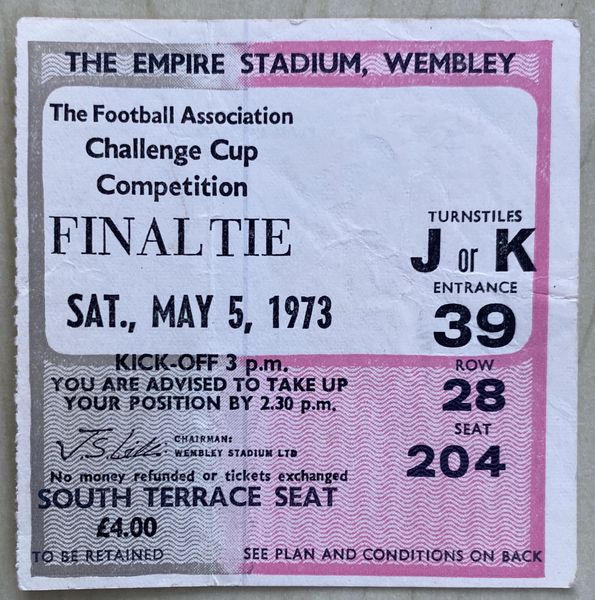 THE EMPIRE STADIUM, WEMBLEY
The Football Association
Challenge Cup
Competition
FINAL TIE
SAT., MAY 5, 1973
KICK-OFF 3 p.m.
YOU ARE ADVISED TO TAKE UP
YOUR POSITION BY 2.30 p.m.
CHAIRMAN:
WEMBLEY STADIUM LTD
No money refunded or tickets exchanged
SOUTH TERRACE SEAT
£4.00
TO BE RETAINED
TURNSTILES
J or K
ENTRANCE
39
ROW
28
SEAT
204
SEE PLAN AND CONDITIONS ON BACK